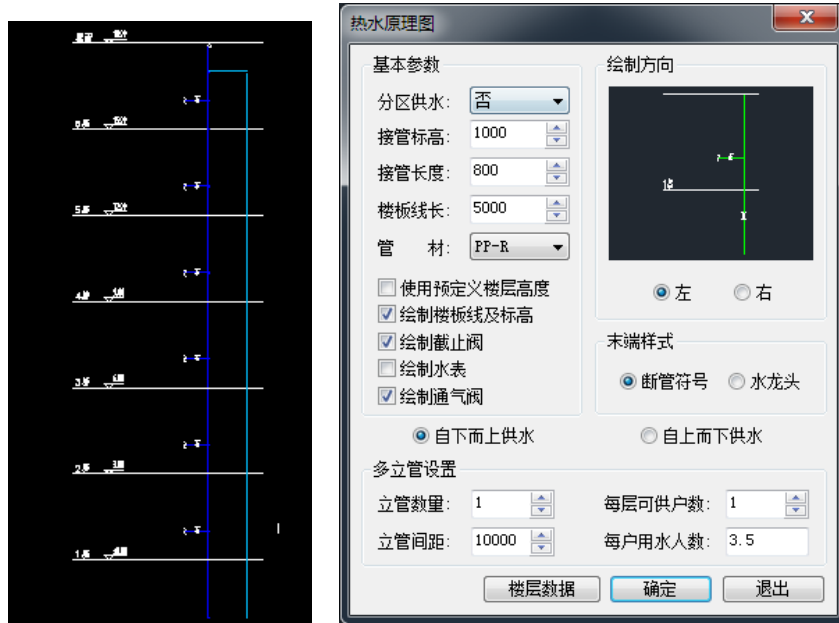 热水原理图
基本参数
分区供水: 否
接管标高: 1000
接管长度: 800
楼板线长: 5000
管 材: PP-R
使用预定义楼层高度
绘制楼板线及标高
绘制截止阀
绘制水表
绘制通气阀
绘制方向
左 右
末端样式
断管符号 水龙头
自下而上供水 自上而下供水
多立管设置
立管数量: 1 每层可供户数: 1
立管间距: 10000 每户用水人数: 3.5
楼层数据 确定 退出